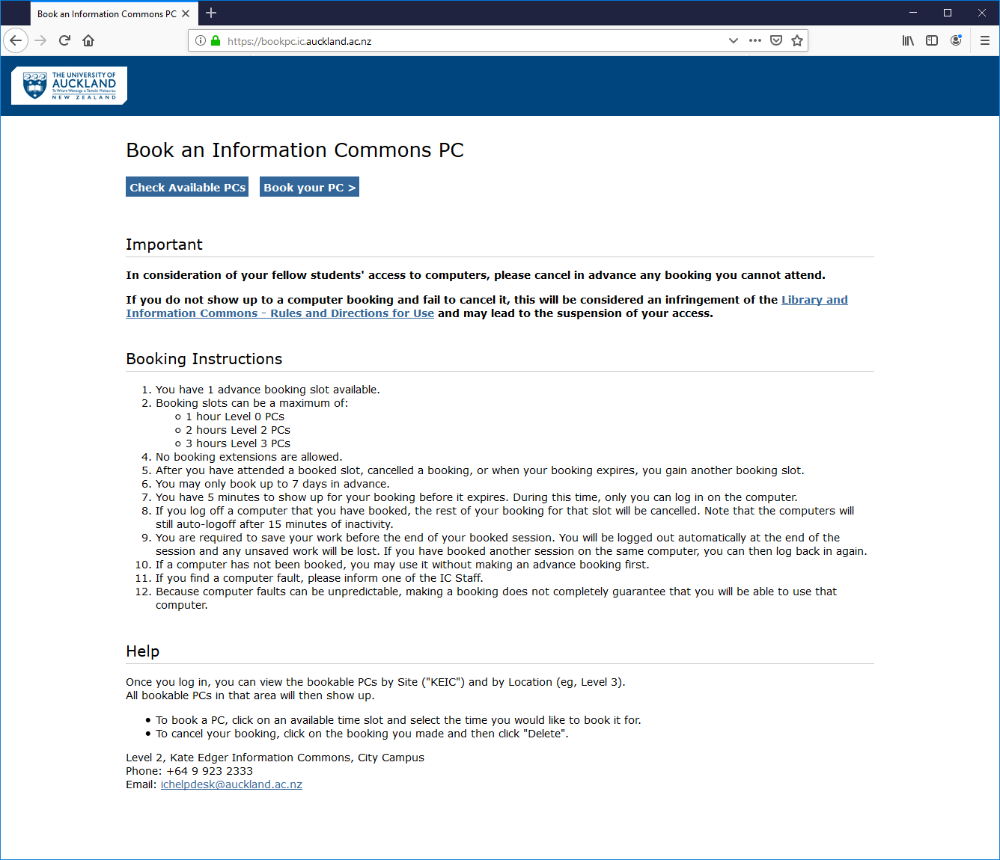 Book an Information Commons PC
https://bookpc.ic.auckland.ac.nz
THE UNIVERSITY OF
AUCKLAND
Te Whare Wānanga o Tāmaki Makaurau
NEW ZEALAND
Book an Information Commons PC
Check Available PCs
Book your PC >
Important
In consideration of your fellow students' access to computers, please cancel in advance any booking you cannot attend.
If you do not show up to a computer booking and fail to cancel it, this will be considered an infringement of the Library and
Information Commons - Rules and Directions for Use and may lead to the suspension of your access.
Booking Instructions
1. You have 1 advance booking slot available.
2. Booking slots can be a maximum of:
1 hour Level 0 PCs
2 hours Level 2 PCs
3 hours Level 3 PCs
4. No booking extensions are allowed.
5. After you have attended a booked slot, cancelled a booking, or when your booking expires, you gain another booking slot.
6. You may only book up to 7 days in advance.
7. You have 5 minutes to show up for your booking before it expires. During this time, only you can log in on the computer.
8. If you log off a computer that you have booked, the rest of your booking for that slot will be cancelled. Note that the computers will
still auto-logoff after 15 minutes of inactivity.
9. You are required to save your work before the end of your booked session. You will be logged out automatically at the end of the
session and any unsaved work will be lost. If you have booked another session on the same computer, you can then log back in again.
10. If a computer has not been booked, you may use it without making an advance booking first.
11. If you find a computer fault, please inform one of the IC Staff.
12. Because computer faults can be unpredictable, making a booking does not completely guarantee that you will be able to use that
computer.
Help
Once you log in, you can view the bookable PCs by Site ("KEIC") and by Location (eg, Level 3).
All bookable PCs in that area will then show up.
To book a PC, click on an available time slot and select the time you would like to book it for.
To cancel your booking, click on the booking you made and then click "Delete".
Level 2, Kate Edger Information Commons, City Campus
Phone: +64 9 923 2333
Email: ichelpdesk@auckland.ac.nz